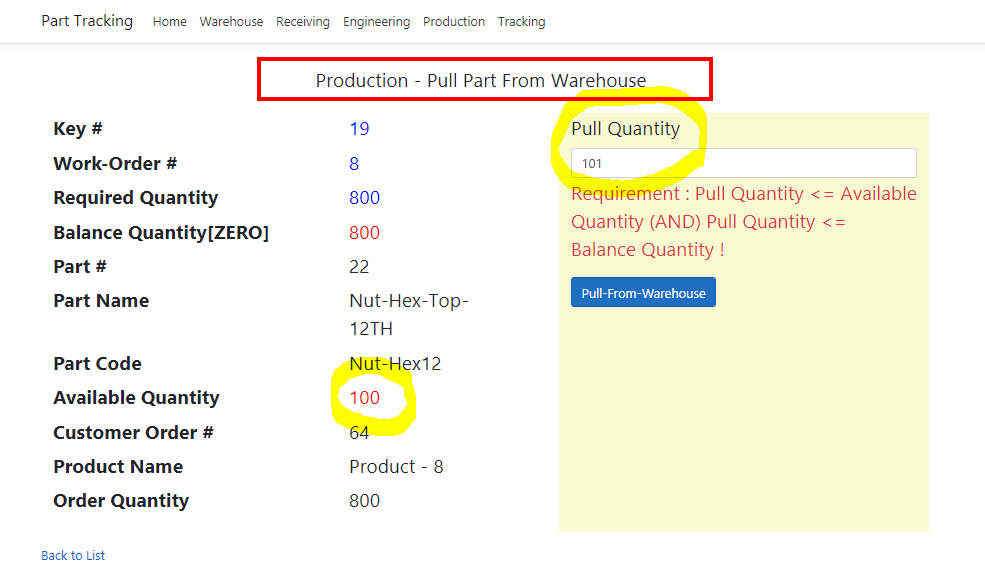 Part Tracking Home Warehouse Receiving Engineering Production Tracking
Production - Pull Part From Warehouse
Key # 19
Work-Order # 8
Required Quantity 800
Balance Quantity[ZERO] 800
Part # 22
Part Name Nut-Hex-Top-
12TH
Part Code Nut-Hex12
Available Quantity 100
Customer Order # 64
Product Name Product - 8
Order Quantity 800
Pull Quantity
101
Requirement : Pull Quantity <= Available
Quantity (AND) Pull Quantity <=
Balance Quantity !
Pull-From-Warehouse
Back to List